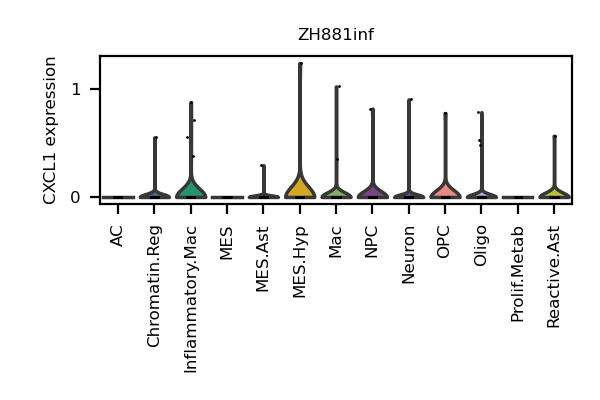 ZH881inf
CXCL1 expression
1
0
AC
Chromatin.Reg
Inflammatory.Mac
MES
MES.Ast
MES.Hyp
Mac
NPC
Neuron
OPC
Oligo
Prolif.Metab
Reactive.Ast